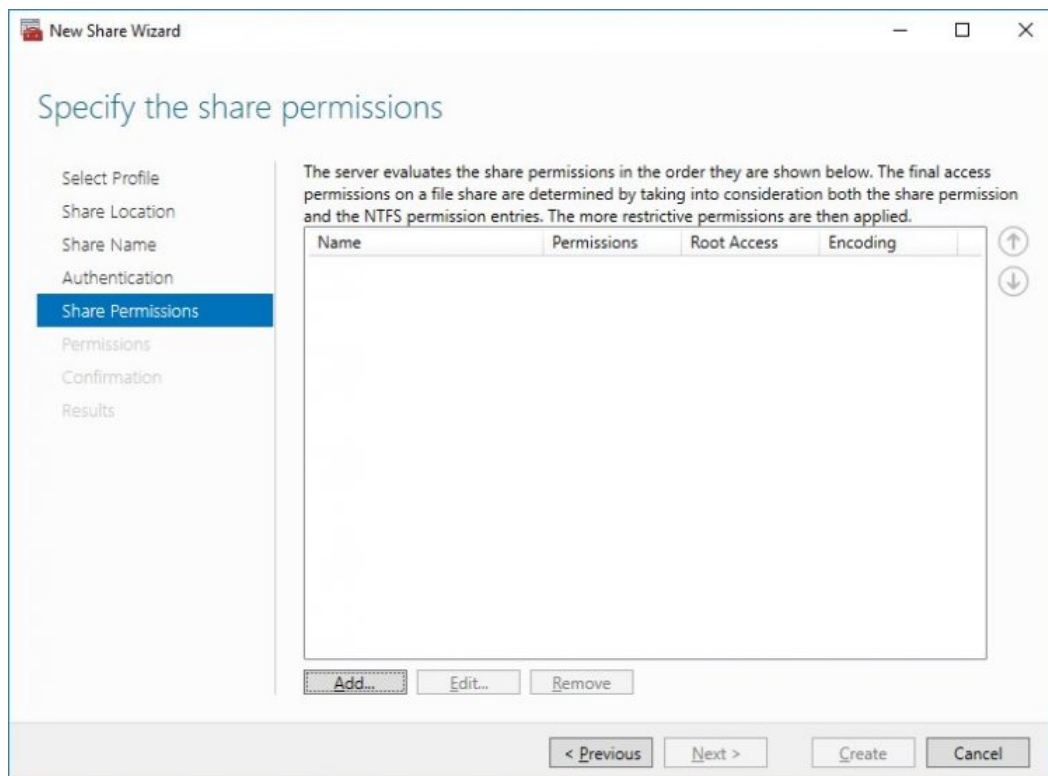 New Share Wizard
Specify the share permissions
Select Profile
Share Location
Share Name
Authentication
Share Permissions
Permissions
Confirmation
Results
The server evaluates the share permissions in the order they are shown below. The final access
permissions on a file share are determined by taking into consideration both the share permission
and the NTFS permission entries. The more restrictive permissions are then applied.
Name Permissions Root Access Encoding
Add... Edit... Remove
< Previous Next > Create Cancel